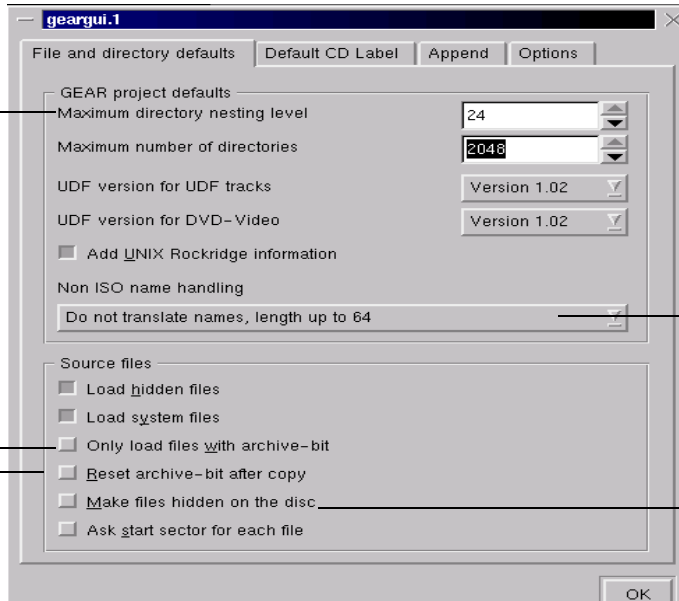 geargui.1
File and directory defaults
Default CD Label
Append
Options
GEAR project defaults
Maximum directory nesting level
24
Maximum number of directories
2048
UDF version for UDF tracks
Version 1.02
UDF version for DVD-Video
Version 1.02
Add UNIX Rockridge information
Non ISO name handling
Do not translate names, length up to 64
Source files
Load hidden files
Load system files
Only load files with archive-bit
Reset archive-bit after copy
Make files hidden on the disc
Ask start sector for each file
OK